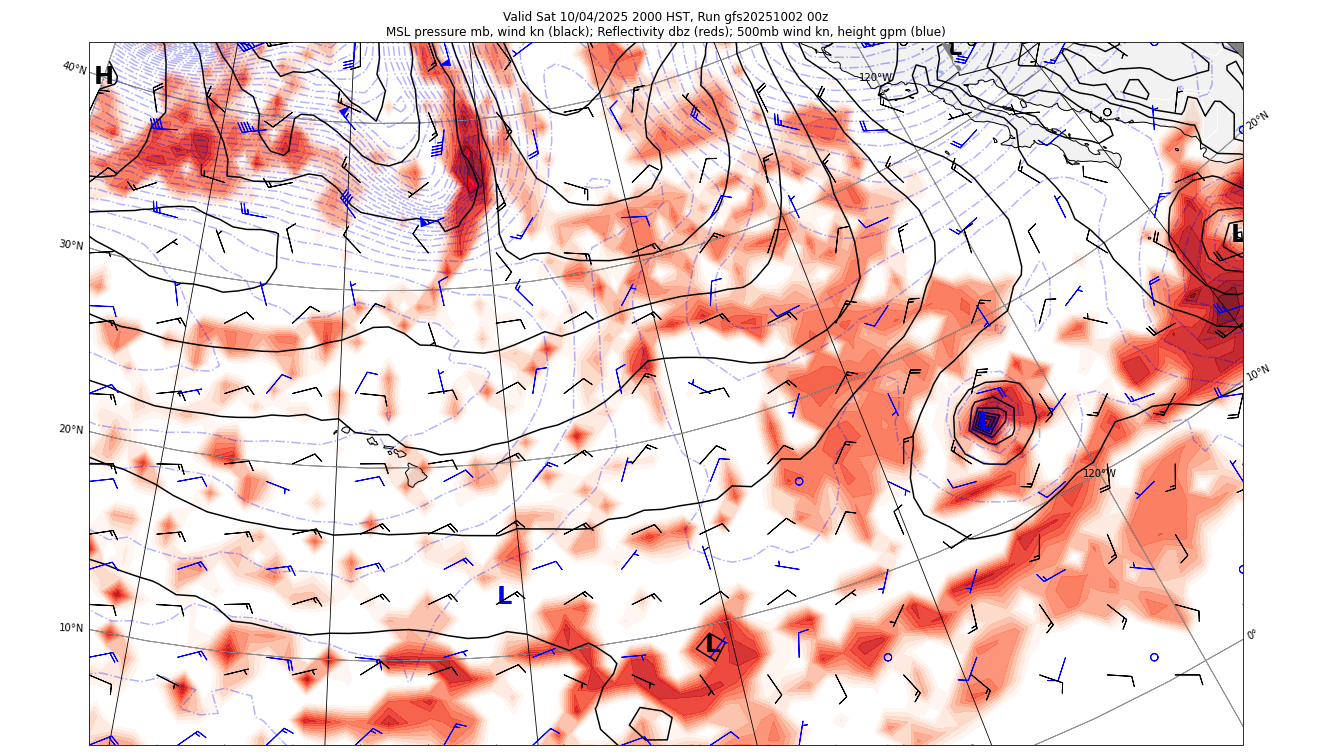 Valid Sat 10/04/2025 2000 HST, Run gfs20251002 00z
MSL pressure mb, wind kn (black); Reflectivity dbz (reds); 500mb wind kn, height gpm (blue)
L
40°N
H
120°W
20°N
30°N
L
10°N
20°N
L
120°W
L
10°N
0°
L